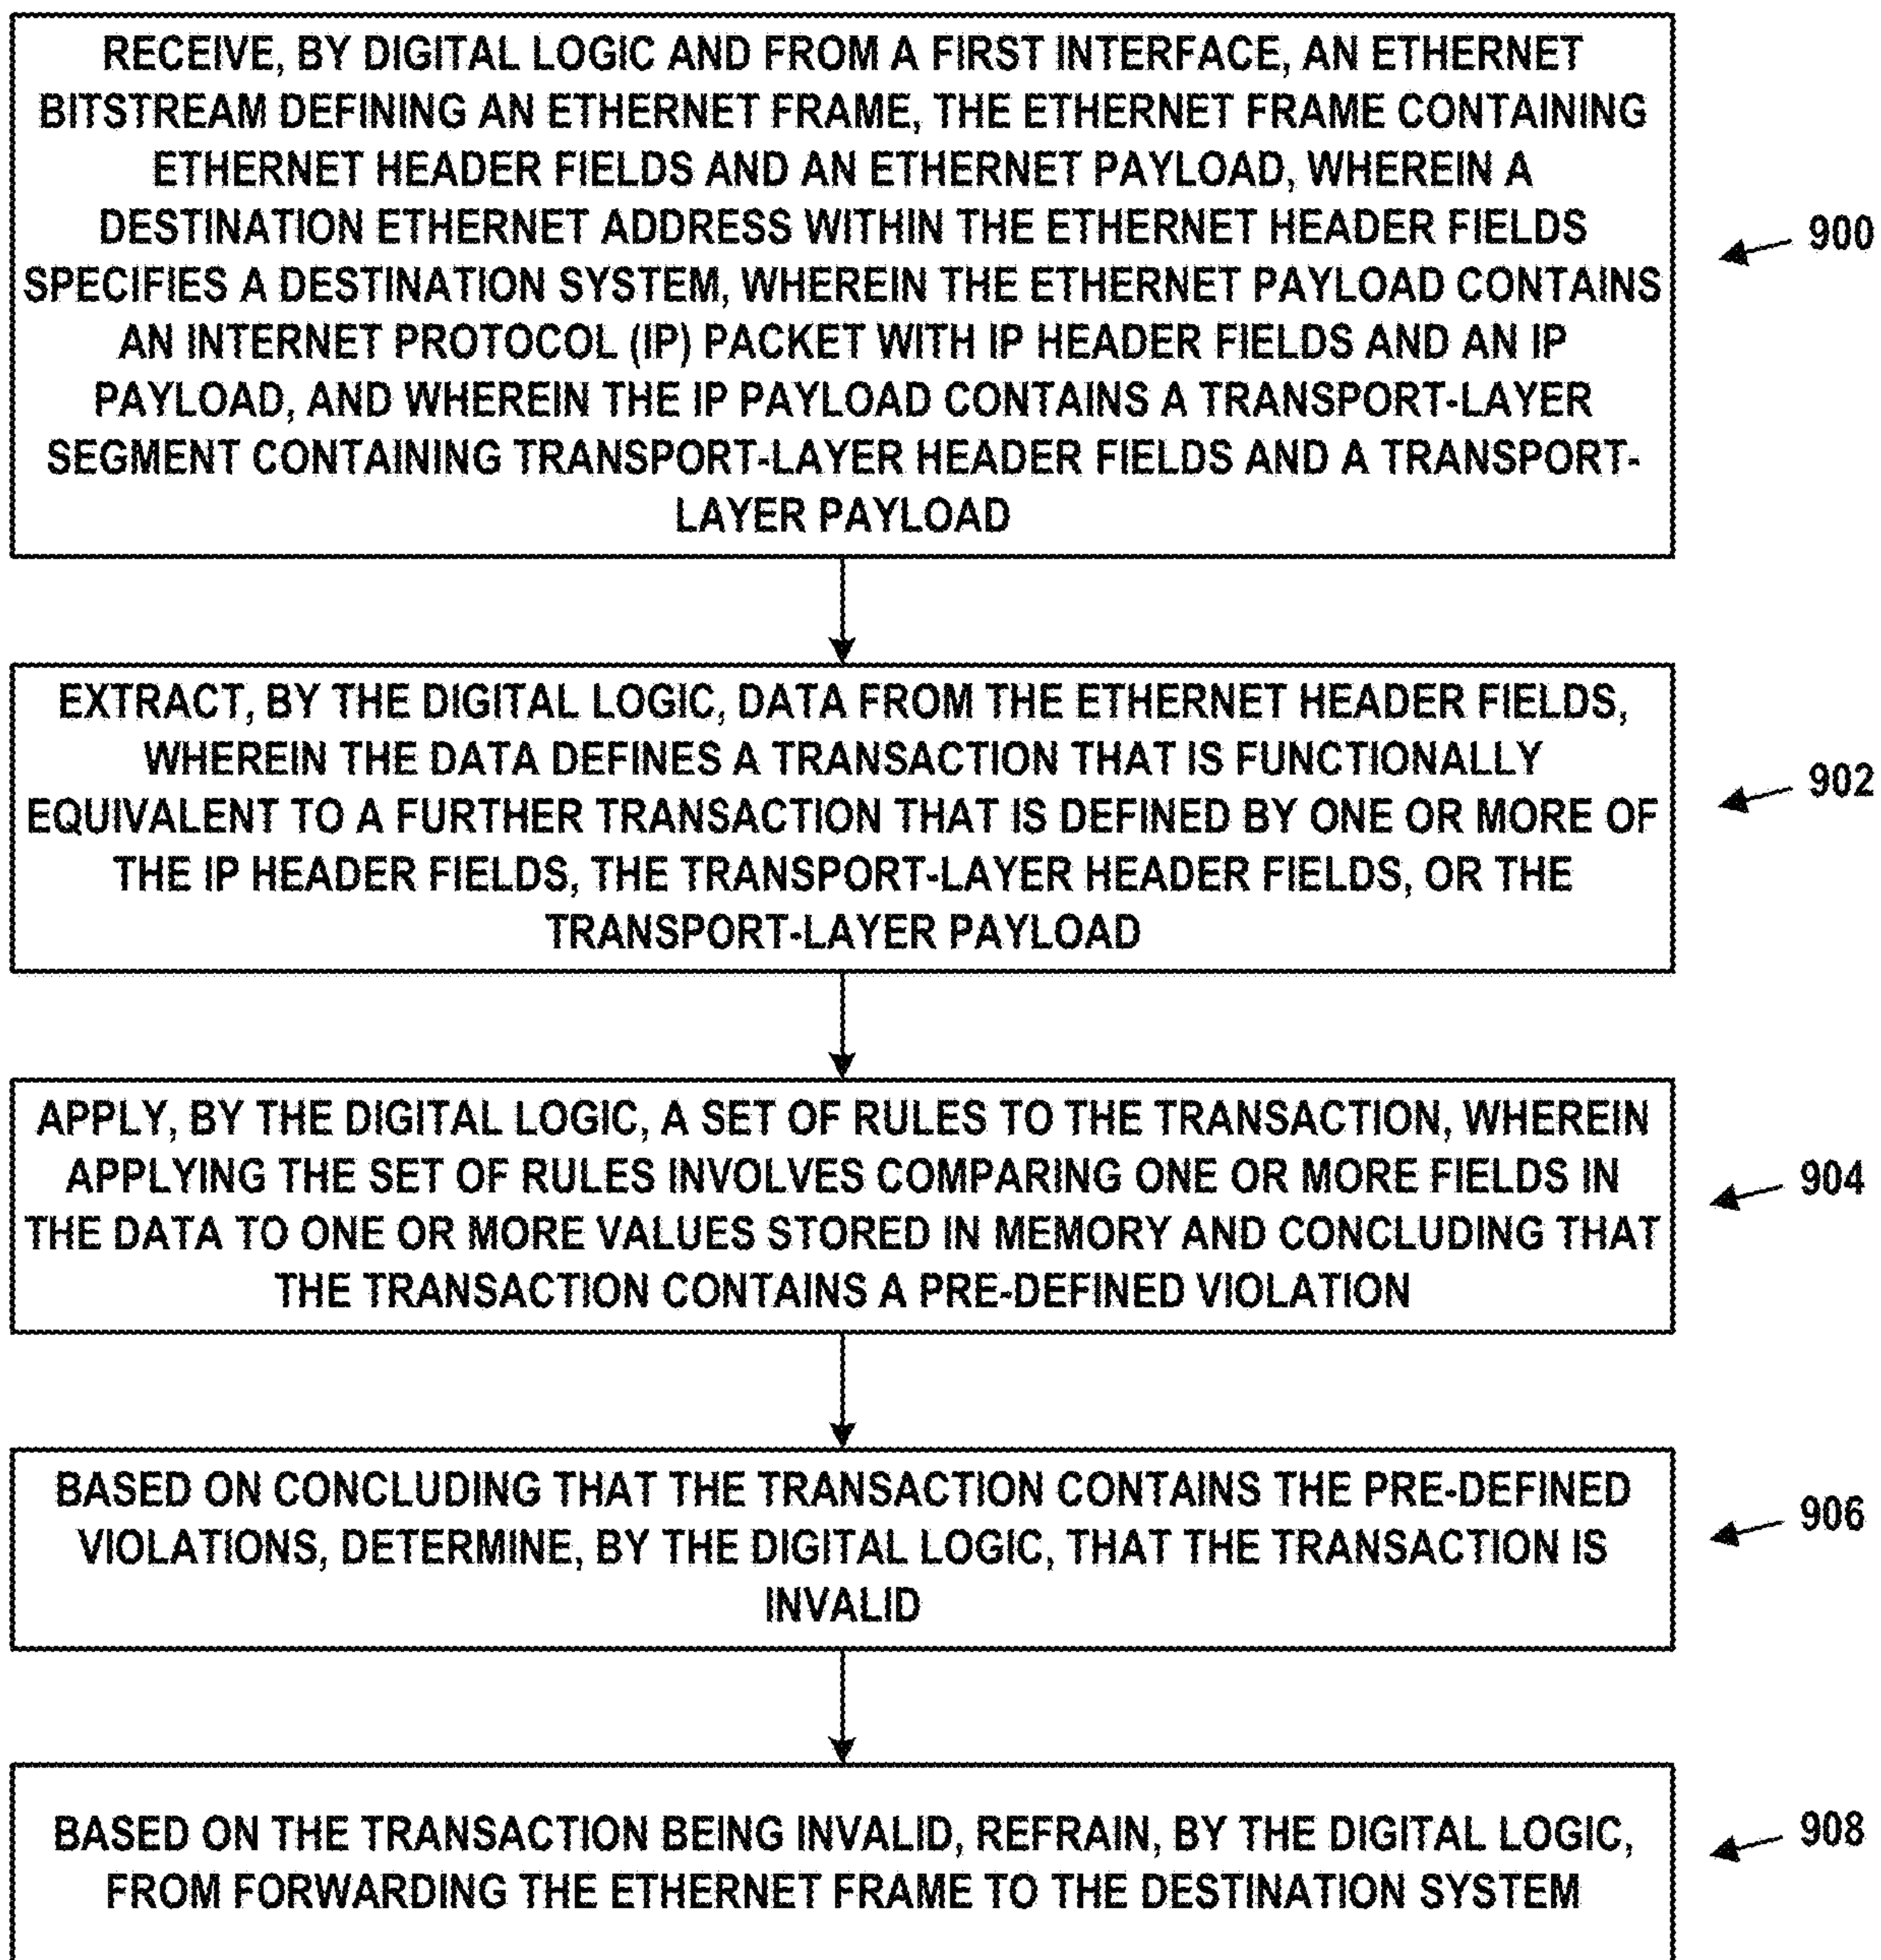 RECEIVE, BY DIGITAL LOGIC AND FROM A FIRST INTERFACE, AN ETHERNET
BITSTREAM DEFINING AN ETHERNET FRAME, THE ETHERNET FRAME CONTAINING
ETHERNET HEADER FIELDS AND AN ETHERNET PAYLOAD, WHEREIN A
DESTINATION ETHERNET ADDRESS WITHIN THE ETHERNET HEADER FIELDS
SPECIFIES A DESTINATION SYSTEM, WHEREIN THE ETHERNET PAYLOAD CONTAINS
AN INTERNET PROTOCOL (IP) PACKET WITH IP HEADER FIELDS AND AN IP
PAYLOAD, AND WHEREIN THE IP PAYLOAD CONTAINS A TRANSPORT-LAYER
SEGMENT CONTAINING TRANSPORT-LAYER HEADER FIELDS AND A TRANSPORT-
LAYER PAYLOAD
900
EXTRACT, BY THE DIGITAL LOGIC, DATA FROM THE ETHERNET HEADER FIELDS,
WHEREIN THE DATA DEFINES A TRANSACTION THAT IS FUNCTIONALLY
EQUIVALENT TO A FURTHER TRANSACTION THAT IS DEFINED BY ONE OR MORE OF
THE IP HEADER FIELDS, THE TRANSPORT-LAYER HEADER FIELDS, OR THE
TRANSPORT-LAYER PAYLOAD
902
APPLY, BY THE DIGITAL LOGIC, A SET OF RULES TO THE TRANSACTION, WHEREIN
APPLYING THE SET OF RULES INVOLVES COMPARING ONE OR MORE FIELDS IN
THE DATA TO ONE OR MORE VALUES STORED IN MEMORY AND CONCLUDING THAT
THE TRANSACTION CONTAINS A PRE-DEFINED VIOLATION
904
BASED ON CONCLUDING THAT THE TRANSACTION CONTAINS THE PRE-DEFINED
VIOLATIONS, DETERMINE, BY THE DIGITAL LOGIC, THAT THE TRANSACTION IS
INVALID
906
BASED ON THE TRANSACTION BEING INVALID, REFRAIN, BY THE DIGITAL LOGIC,
FROM FORWARDING THE ETHERNET FRAME TO THE DESTINATION SYSTEM
908